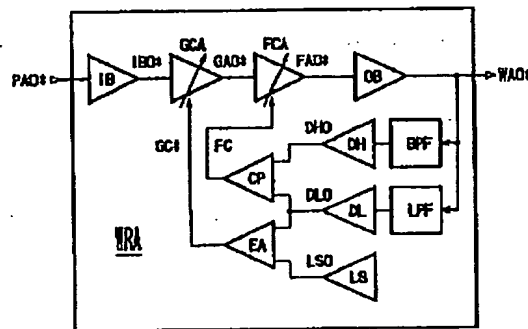 GCA FCA
PAO# IB IBO# GAO# FAO# OB WAO#
GC# FC DHO DH BPF
CP
DLO DL LPF
WRA EA
LSO LS